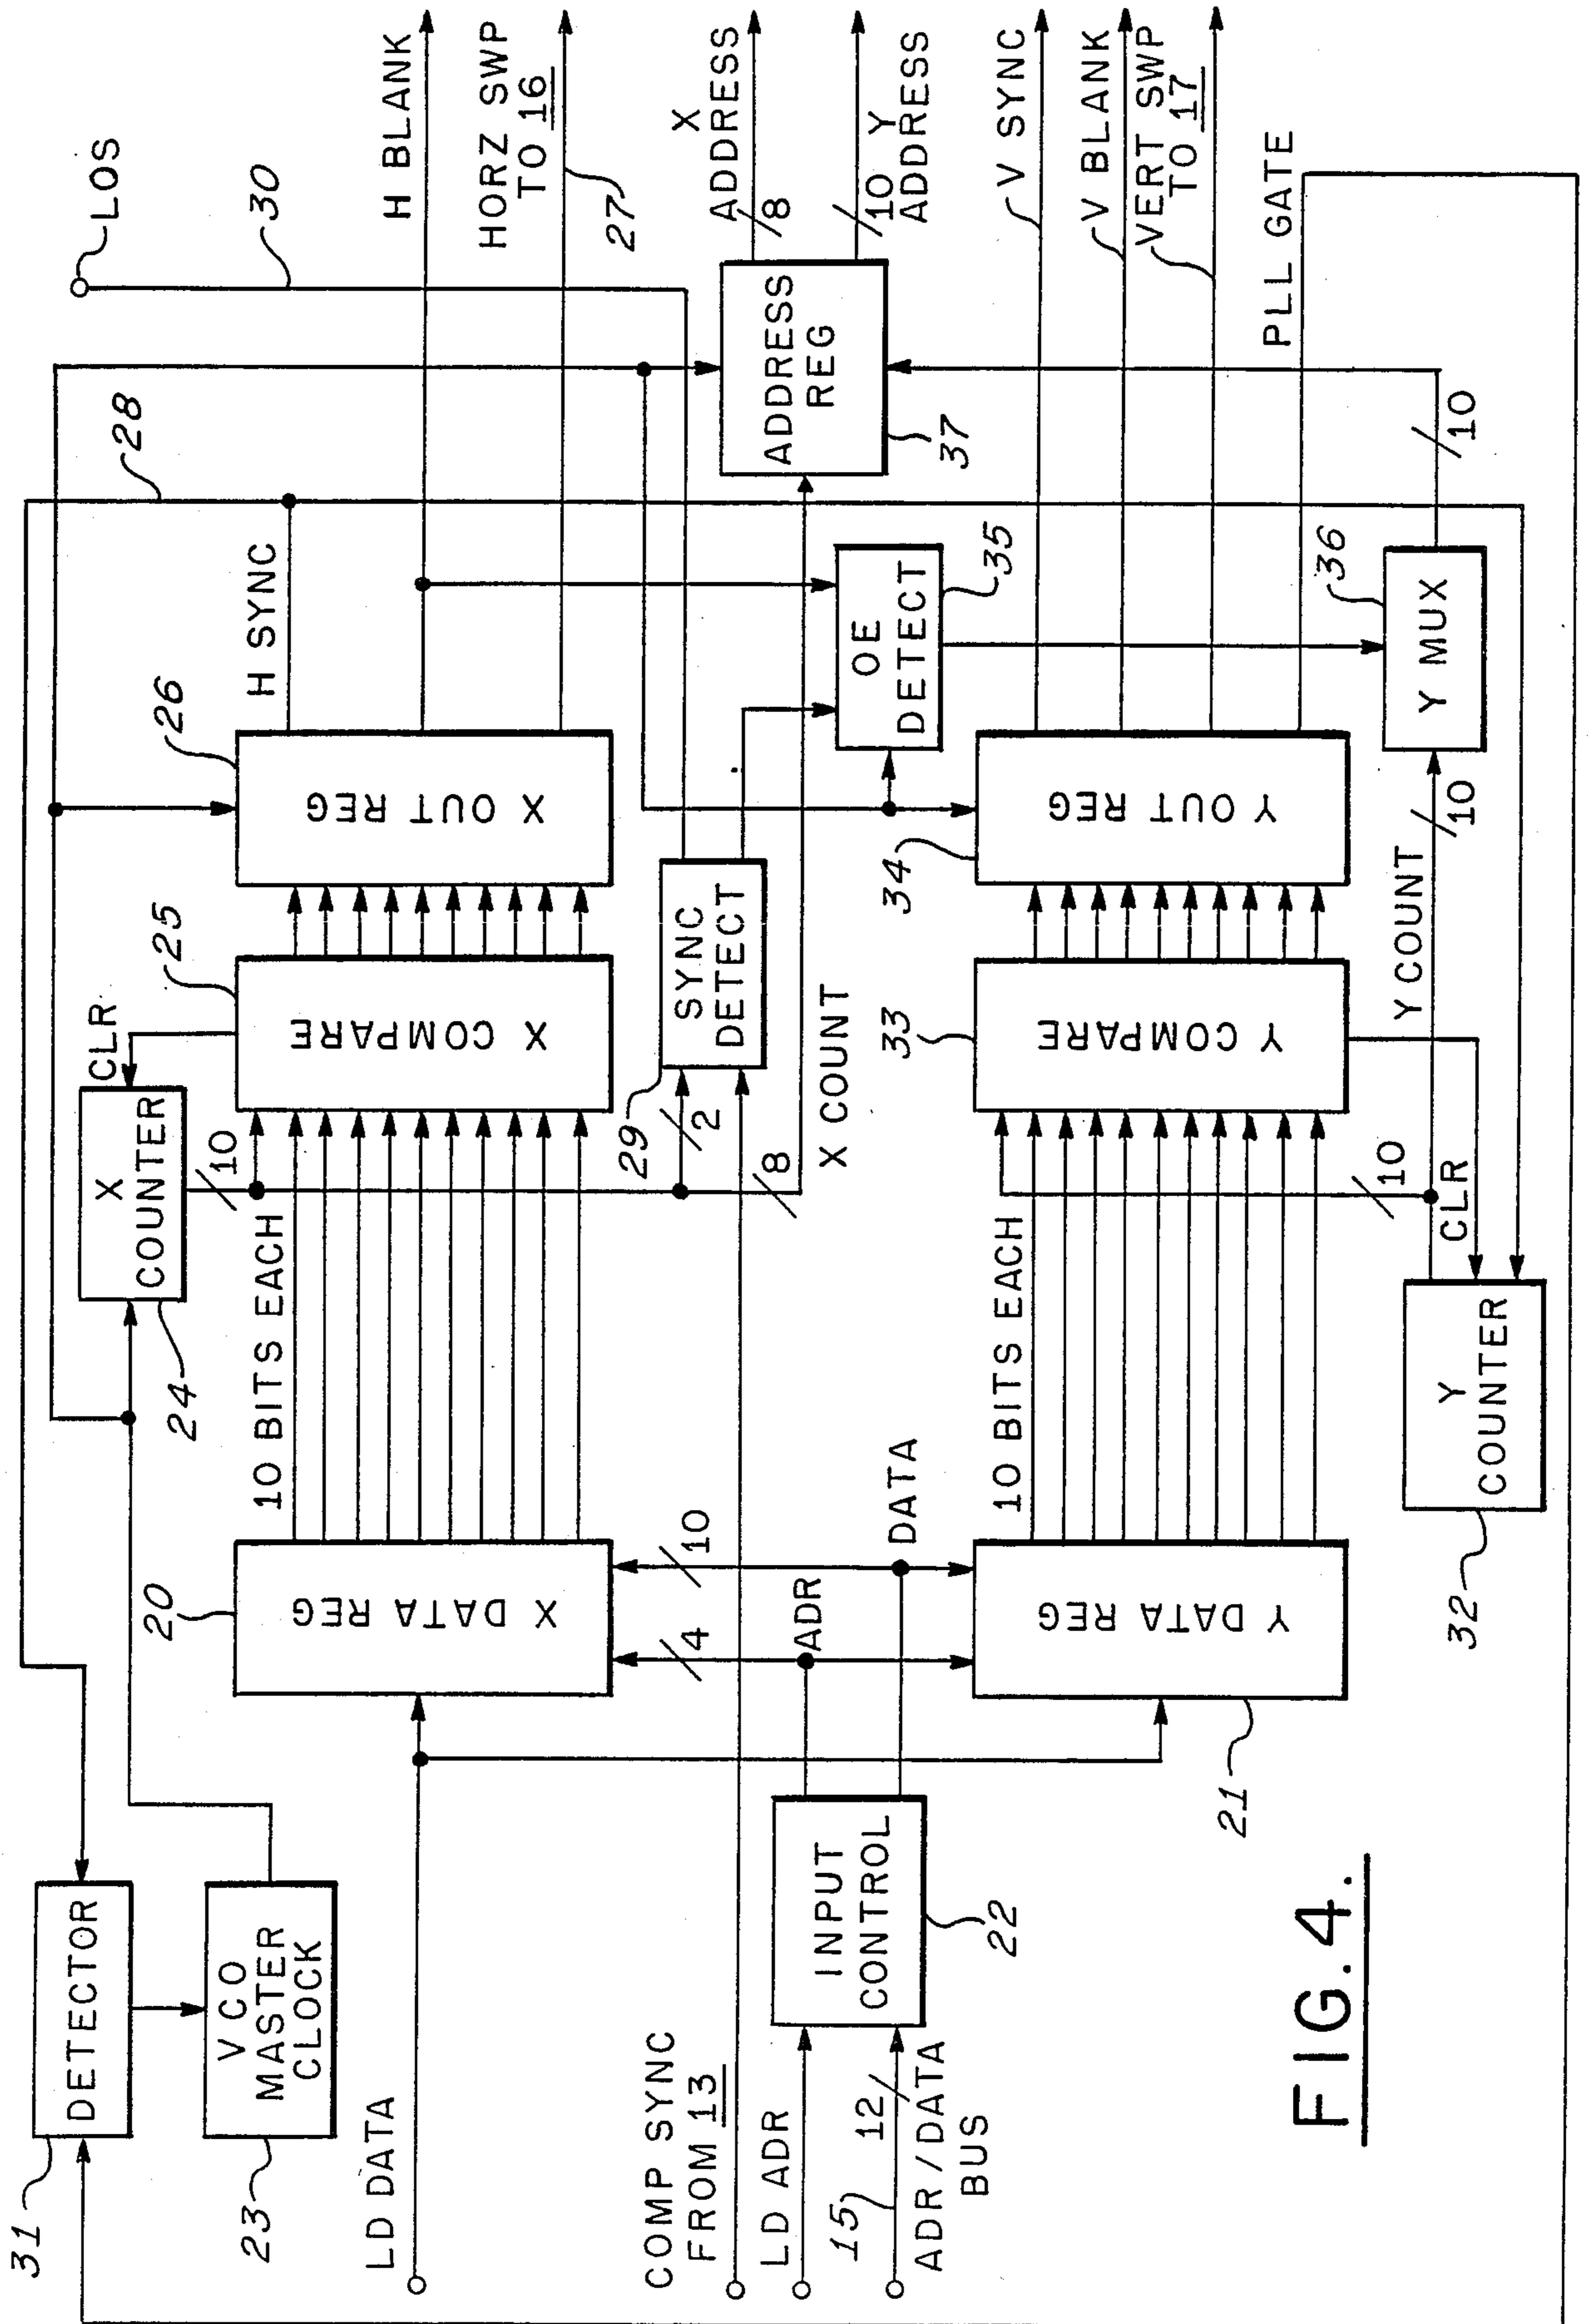 31
DETECTOR
VCO
MASTER
CLOCK
23
LD DATA
COMP SYNC
FROM 13
LD ADR
15
12
ADR/DATA
BUS
INPUT
CONTROL
22
20
X DATA REG
4
10
ADR
DATA
Y DATA REG
21
X
COUNTER
24
CLR
10
10 BITS EACH
X COMPARE
25
X OUT REG
26
29
2
SYNC
DETECT
8
X COUNT
10 BITS EACH
10
CLR
Y
COUNTER
32
33
Y COMPARE
Y COUNT
10
34
Y OUT REG
OE
DETECT
35
Y MUX
36
10
H SYNC
28
30
LOS
H BLANK
HORZ SWP
TO 16
27
ADDRESS
REG
37
X
ADDRESS
8
10
Y
ADDRESS
V SYNC
V BLANK
VERT SWP
TO 17
PLL GATE
FIG.4.